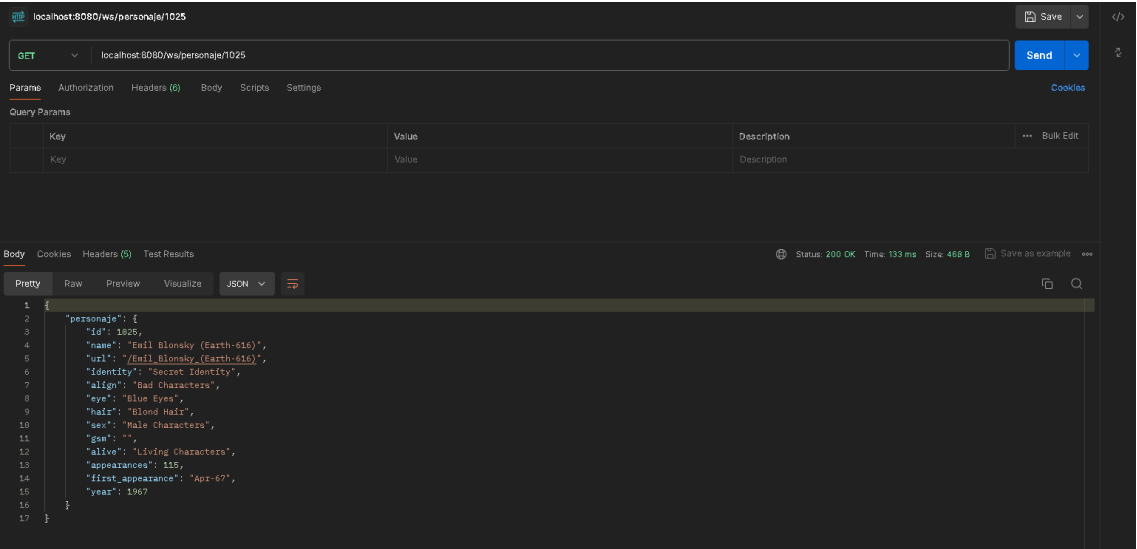 HTTP localhost:8080/ws/personaje/1025 Save
GET localhost:8080/ws/personaje/1025 Send
Params Authorization Headers (6) Body Scripts Settings Cookies
Query Params
Key Value Description ••• Bulk Edit
Key Value Description
Body Cookies Headers (5) Test Results Status: 200 OK Time: 133 ms Size: 468 B Save as example
Pretty Raw Preview Visualize JSON
1 {
2 "personaje": {
3 "id": 1025,
4 "name": "Emil Blonsky (Earth-616)",
5 "url": "/Emil_Blonsky_(Earth-616)",
6 "identity": "Secret Identity",
7 "align": "Bad Characters",
8 "eye": "Blue Eyes",
9 "hair": "Blond Hair",
10 "sex": "Male Characters",
11 "gsm": "",
12 "alive": "Living Characters",
13 "appearances": 115,
14 "first_appearance": "Apr-67",
15 "year": 1967
16 }
17 }